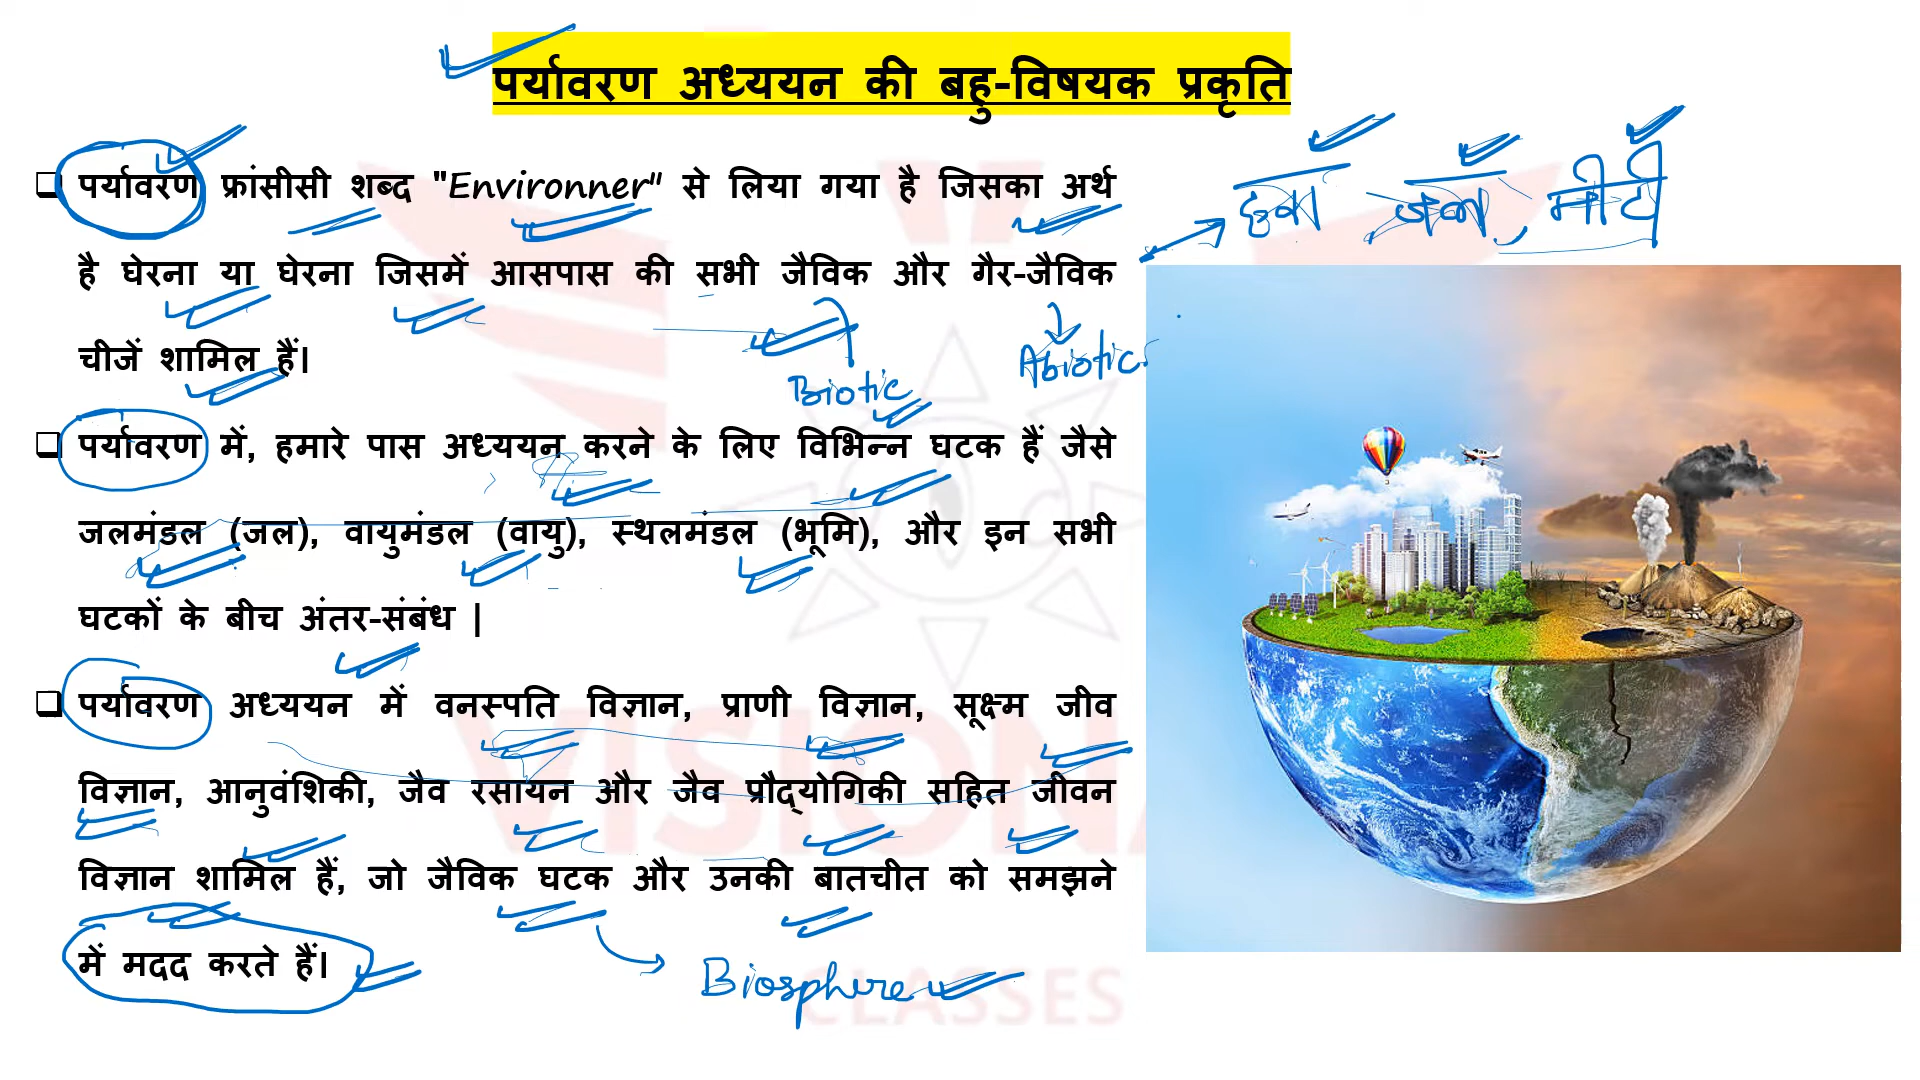 पर्यावरण अध्ययन की बहु-विषयक प्रकृति
पर्यावरण फ्रांसीसी शब्द "Environner" से लिया गया है जिसका अर्थ
है घेरना या घेरना जिसमें आसपास की सभी जैविक और गैर-जैविक
चीजें शामिल हैं।
हवा जल, मीटी
Biotic
Abiotic
पर्यावरण में, हमारे पास अध्ययन करने के लिए विभिन्न घटक हैं जैसे
जलमंडल (जल), वायुमंडल (वायु), स्थलमंडल (भूमि), और इन सभी
घटकों के बीच अंतर-संबंध |
पर्यावरण अध्ययन में वनस्पति विज्ञान, प्राणी विज्ञान, सूक्ष्म जीव
विज्ञान, आनुवंशिकी, जैव रसायन और जैव प्रौद्योगिकी सहित जीवन
विज्ञान शामिल हैं, जो जैविक घटक और उनकी बातचीत को समझने
में मदद करते हैं।
Biosphere
CLASSES